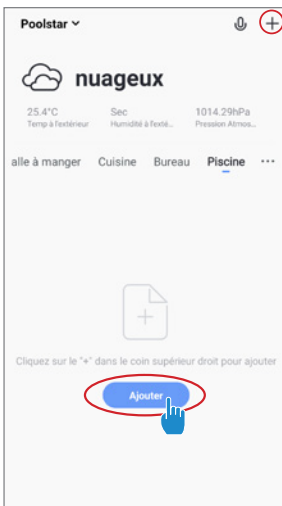 Poolstar
nuageux
25.4°C Sec 1014.29hPa
Temp à l'extérieur Humidité à l'exté... Pression Atmos...
alle à manger Cuisine Bureau Piscine ...
Cliquez sur le "+" dans le coin supérieur droit pour ajouter
Ajouter